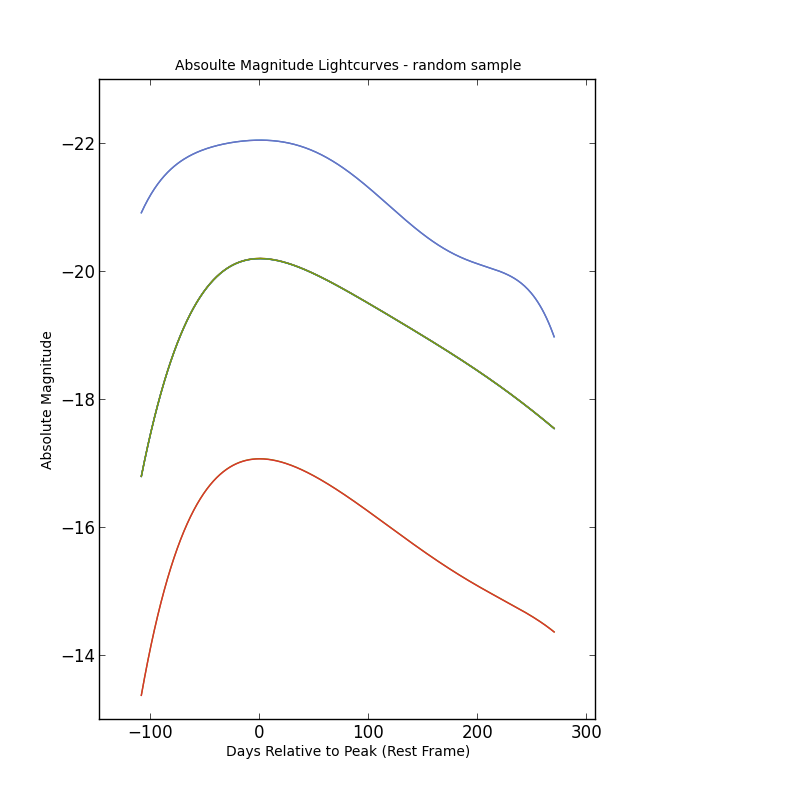 Absoulte Magnitude Lightcurves - random sample
Absolute Magnitude
−22
−20
−18
−16
−14
−100 0 100 200 300
Days Relative to Peak (Rest Frame)